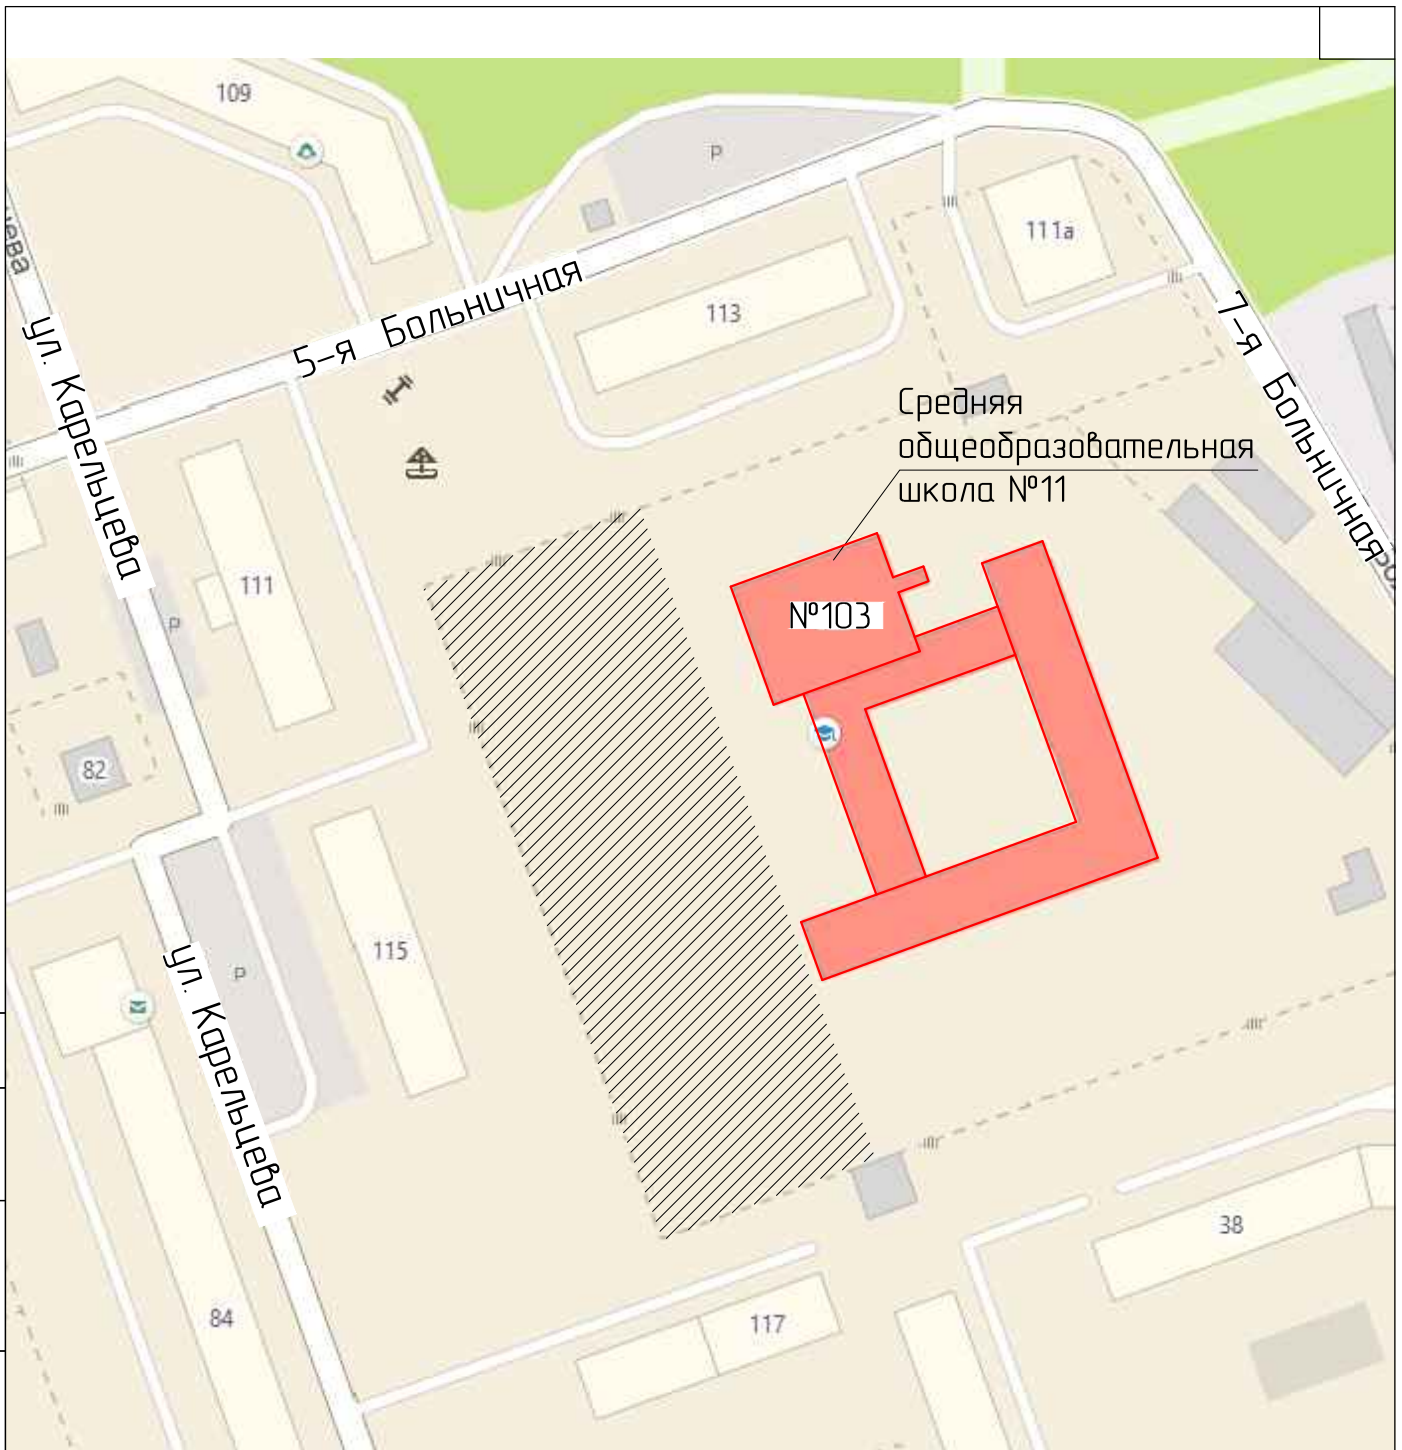 109
P
111а
113
5-я Больничная
7-я Больничная
ул. Карельцева
Средняя
общеобразовательная
школа №11
111
P
№103
82
115
P
ул. Карельцева
38
84
117